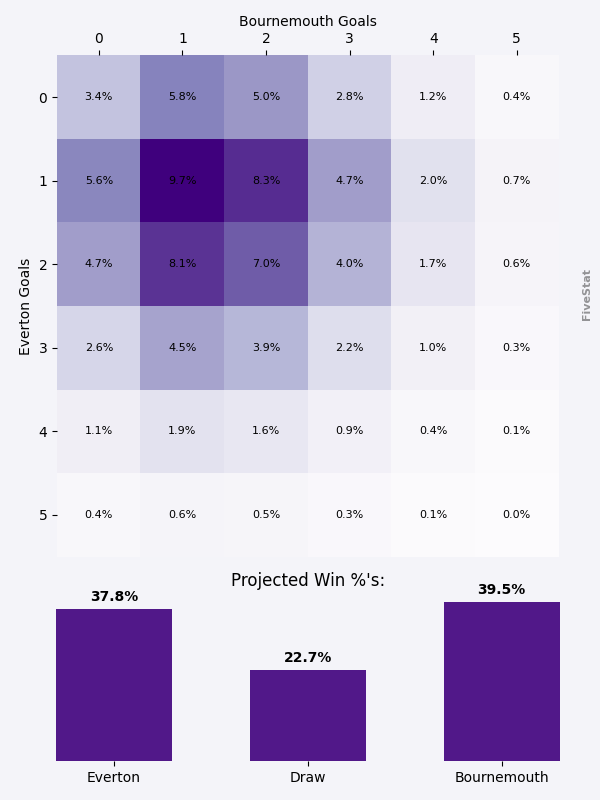 Bournemouth Goals
0 1 2 3 4 5
0 3.4% 5.8% 5.0% 2.8% 1.2% 0.4%
1 5.6% 9.7% 8.3% 4.7% 2.0% 0.7%
2 4.7% 8.1% 7.0% 4.0% 1.7% 0.6%
3 2.6% 4.5% 3.9% 2.2% 1.0% 0.3%
4 1.1% 1.9% 1.6% 0.9% 0.4% 0.1%
5 0.4% 0.6% 0.5% 0.3% 0.1% 0.0%
Everton Goals
FiveStat
Projected Win %'s:
37.8% 22.7% 39.5%
Everton Draw Bournemouth